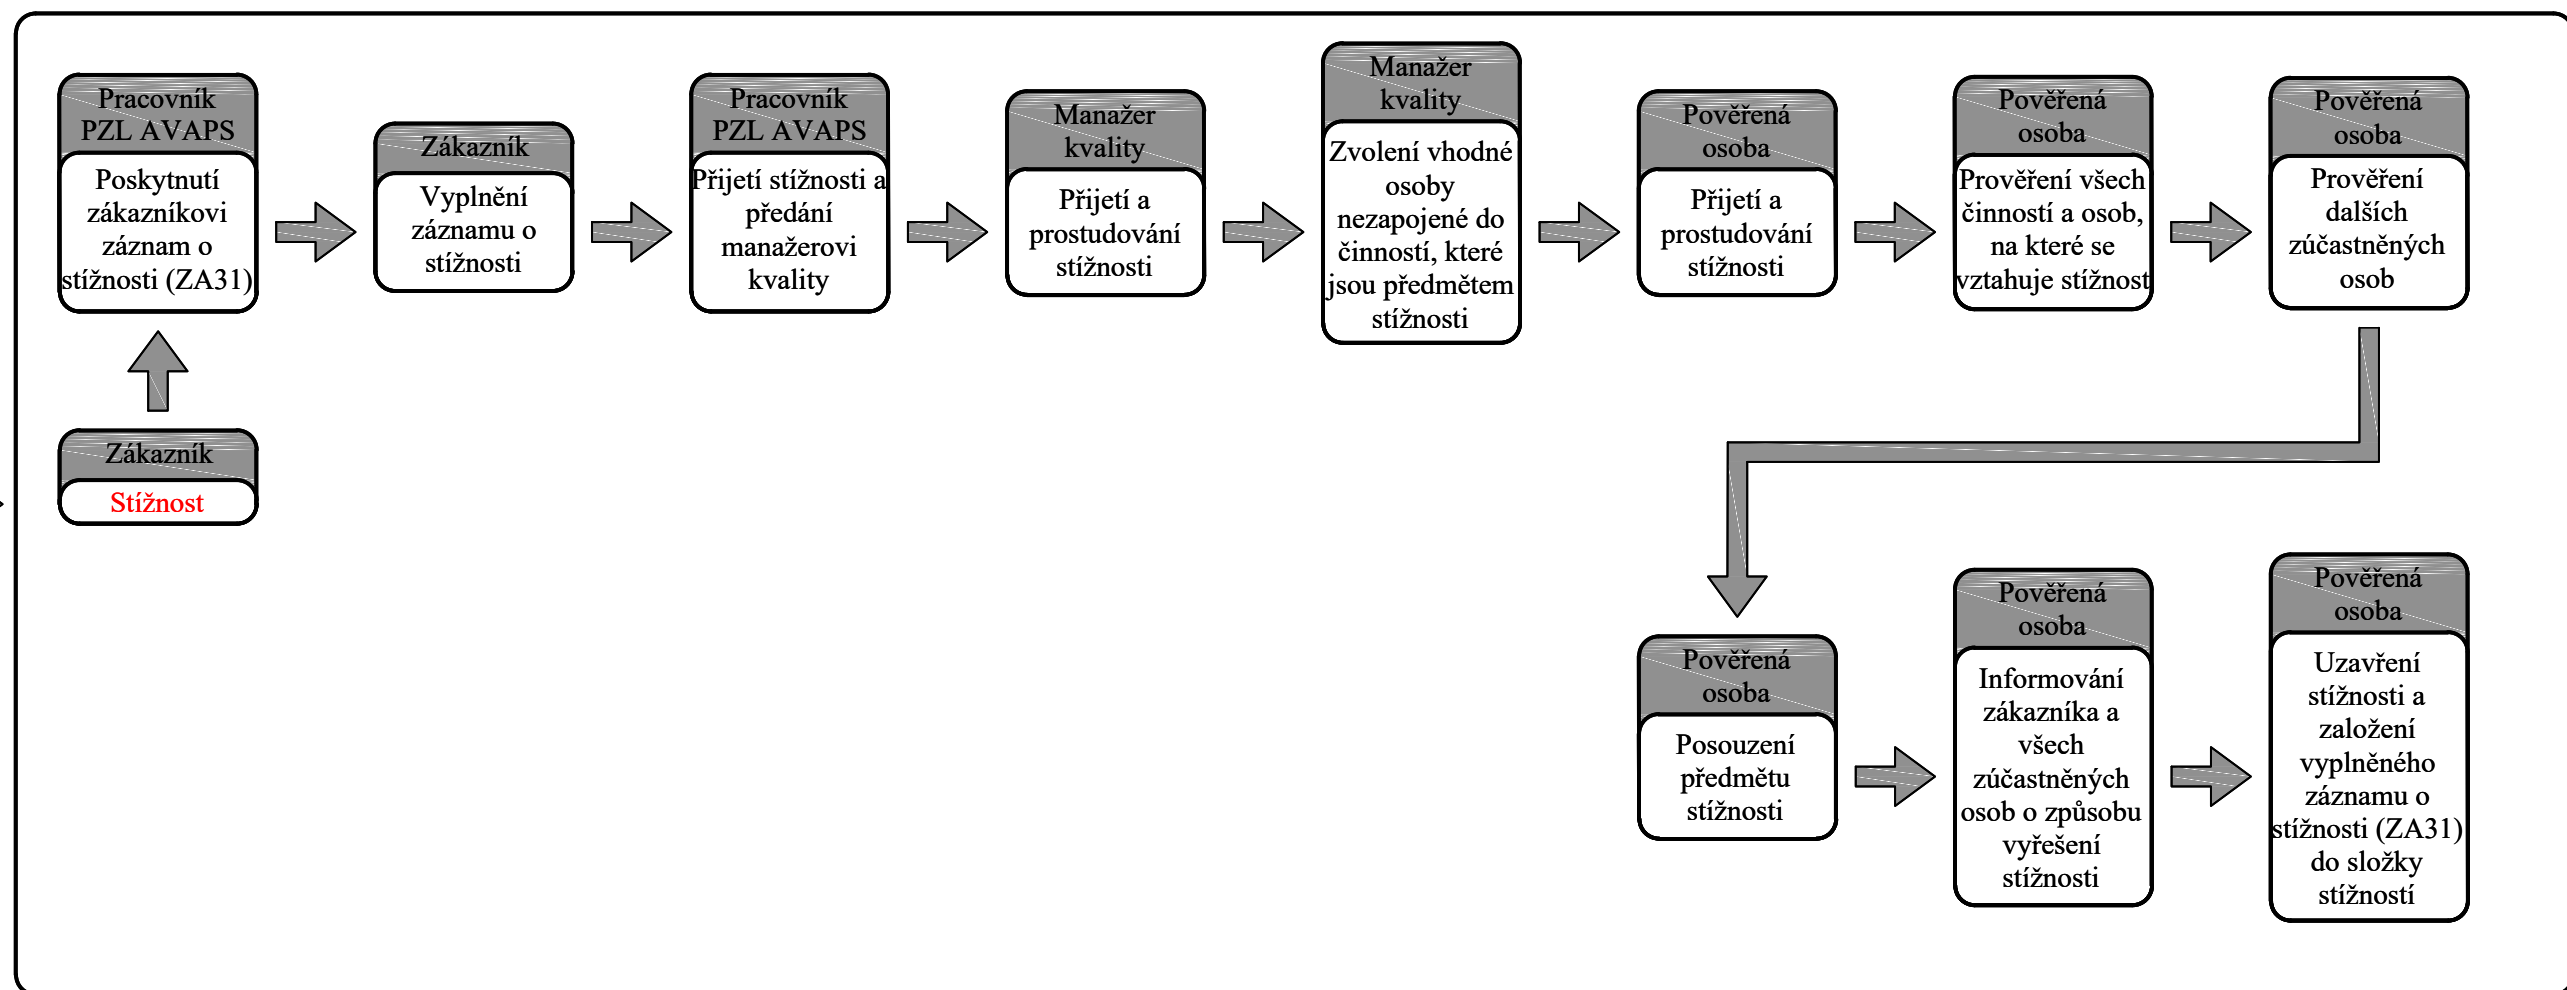 Pracovník
PZL AVAPS
Poskytnutí
zákazníkovi
záznam o
stížnosti (ZA31)
Zákazník
Vyplnění
záznamu o
stížnosti
Pracovník
PZL AVAPS
Přijetí stížnosti a
předání
manažerovi
kvality
Manažer
kvality
Přijetí a
prostudování
stížnosti
Manažer
kvality
Zvolení vhodné
osoby
nezapojené do
činností, které
jsou předmětem
stížnosti
Pověřená
osoba
Přijetí a
prostudování
stížnosti
Pověřená
osoba
Prověření všech
činností a osob,
na které se
vztahuje stížnost
Pověřená
osoba
Prověření
dalších
zúčastněných
osob
Zákazník
Stížnost
Pověřená
osoba
Posouzení
předmětu
stížnosti
Pověřená
osoba
Informování
zákazníka a
všech
zúčastněných
osob o způsobu
vyřešení
stížnosti
Pověřená
osoba
Uzavření
stížnosti a
založení
vyplněného
záznamu o
stížnosti (ZA31)
do složky
stížností